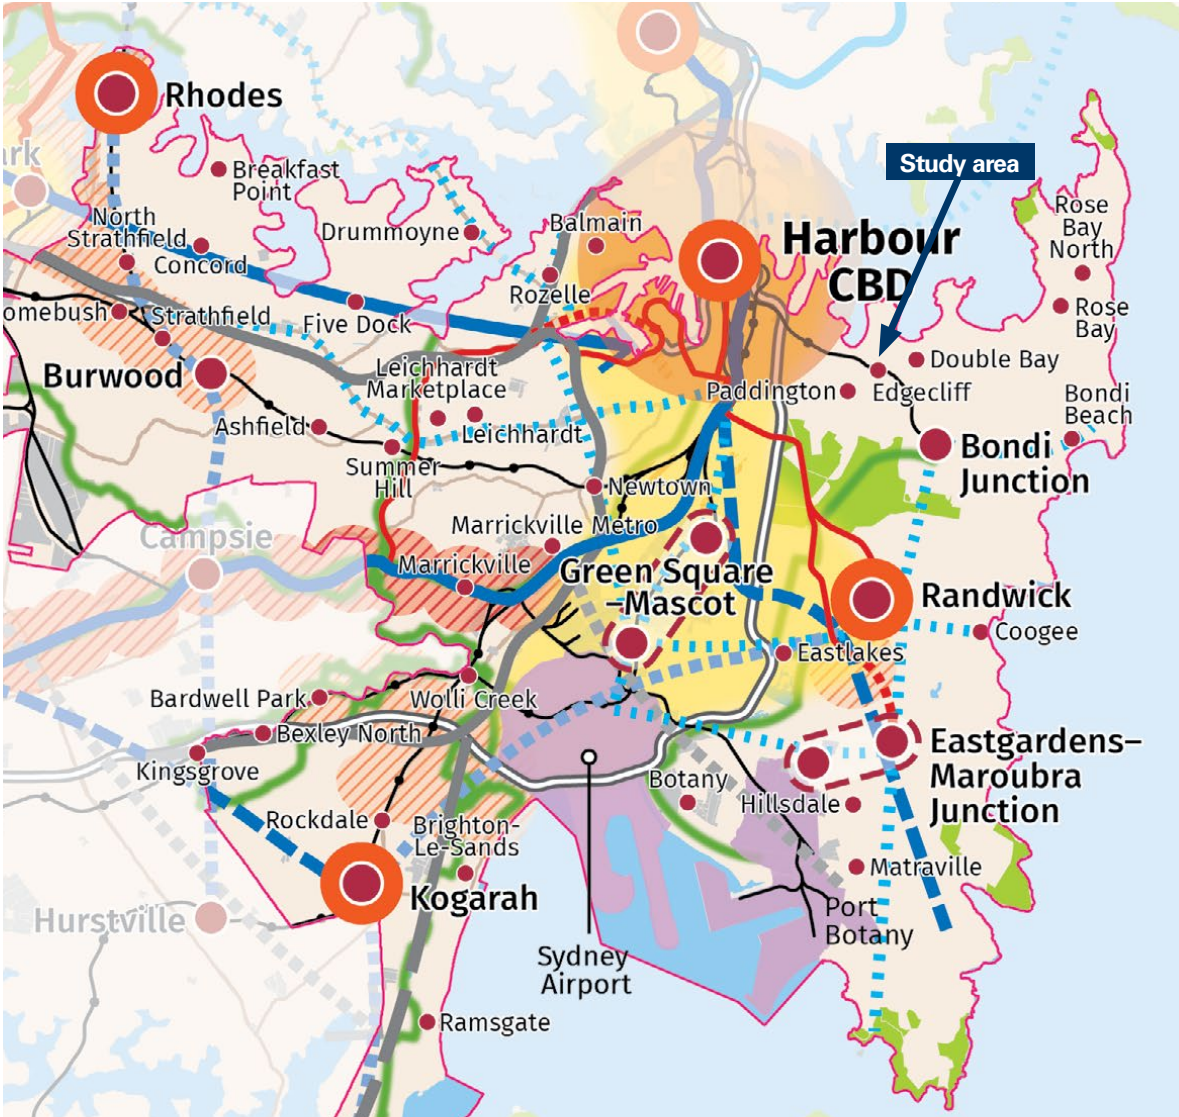 Study area
Rhodes
ark
Breakfast
Point
North
Strathfield
Concord
Drummoyne
Balmain
Harbour
CBD
Rose
Bay
North
Rose
Bay
Rozelle
omebush
Strathfield
Five Dock
Burwood
Leichhardt
Marketplace
Leichhardt
Paddington
Edgecliff
Double Bay
Bondi
Beach
Ashfield
Summer
Hill
Newtown
Bondi
Junction
Campsie
Marrickville Metro
Marrickville
Green Square
–Mascot
Randwick
Coogee
Eastlakes
Bardwell Park
Wolli Creek
Bexley North
Kingsgrove
Eastgardens–
Maroubra
Junction
Botany
Hillsdale
Rockdale
Brighton-
Le-Sands
Matraville
Kogarah
Hurstville
Port
Botany
Sydney
Airport
Ramsgate